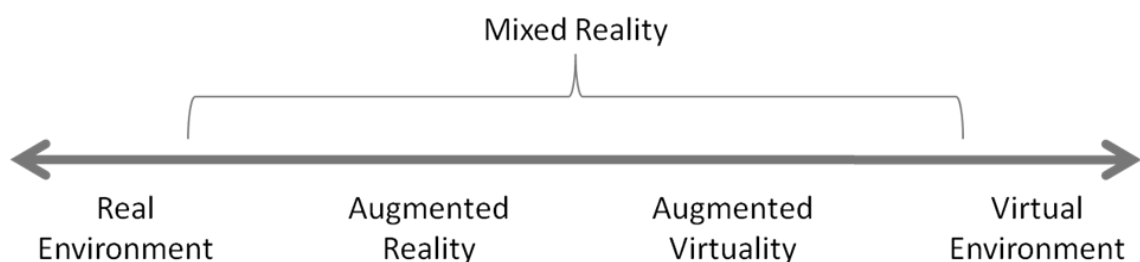 Mixed Reality
Real
Environment
Augmented
Reality
Augmented
Virtuality
Virtual
Environment